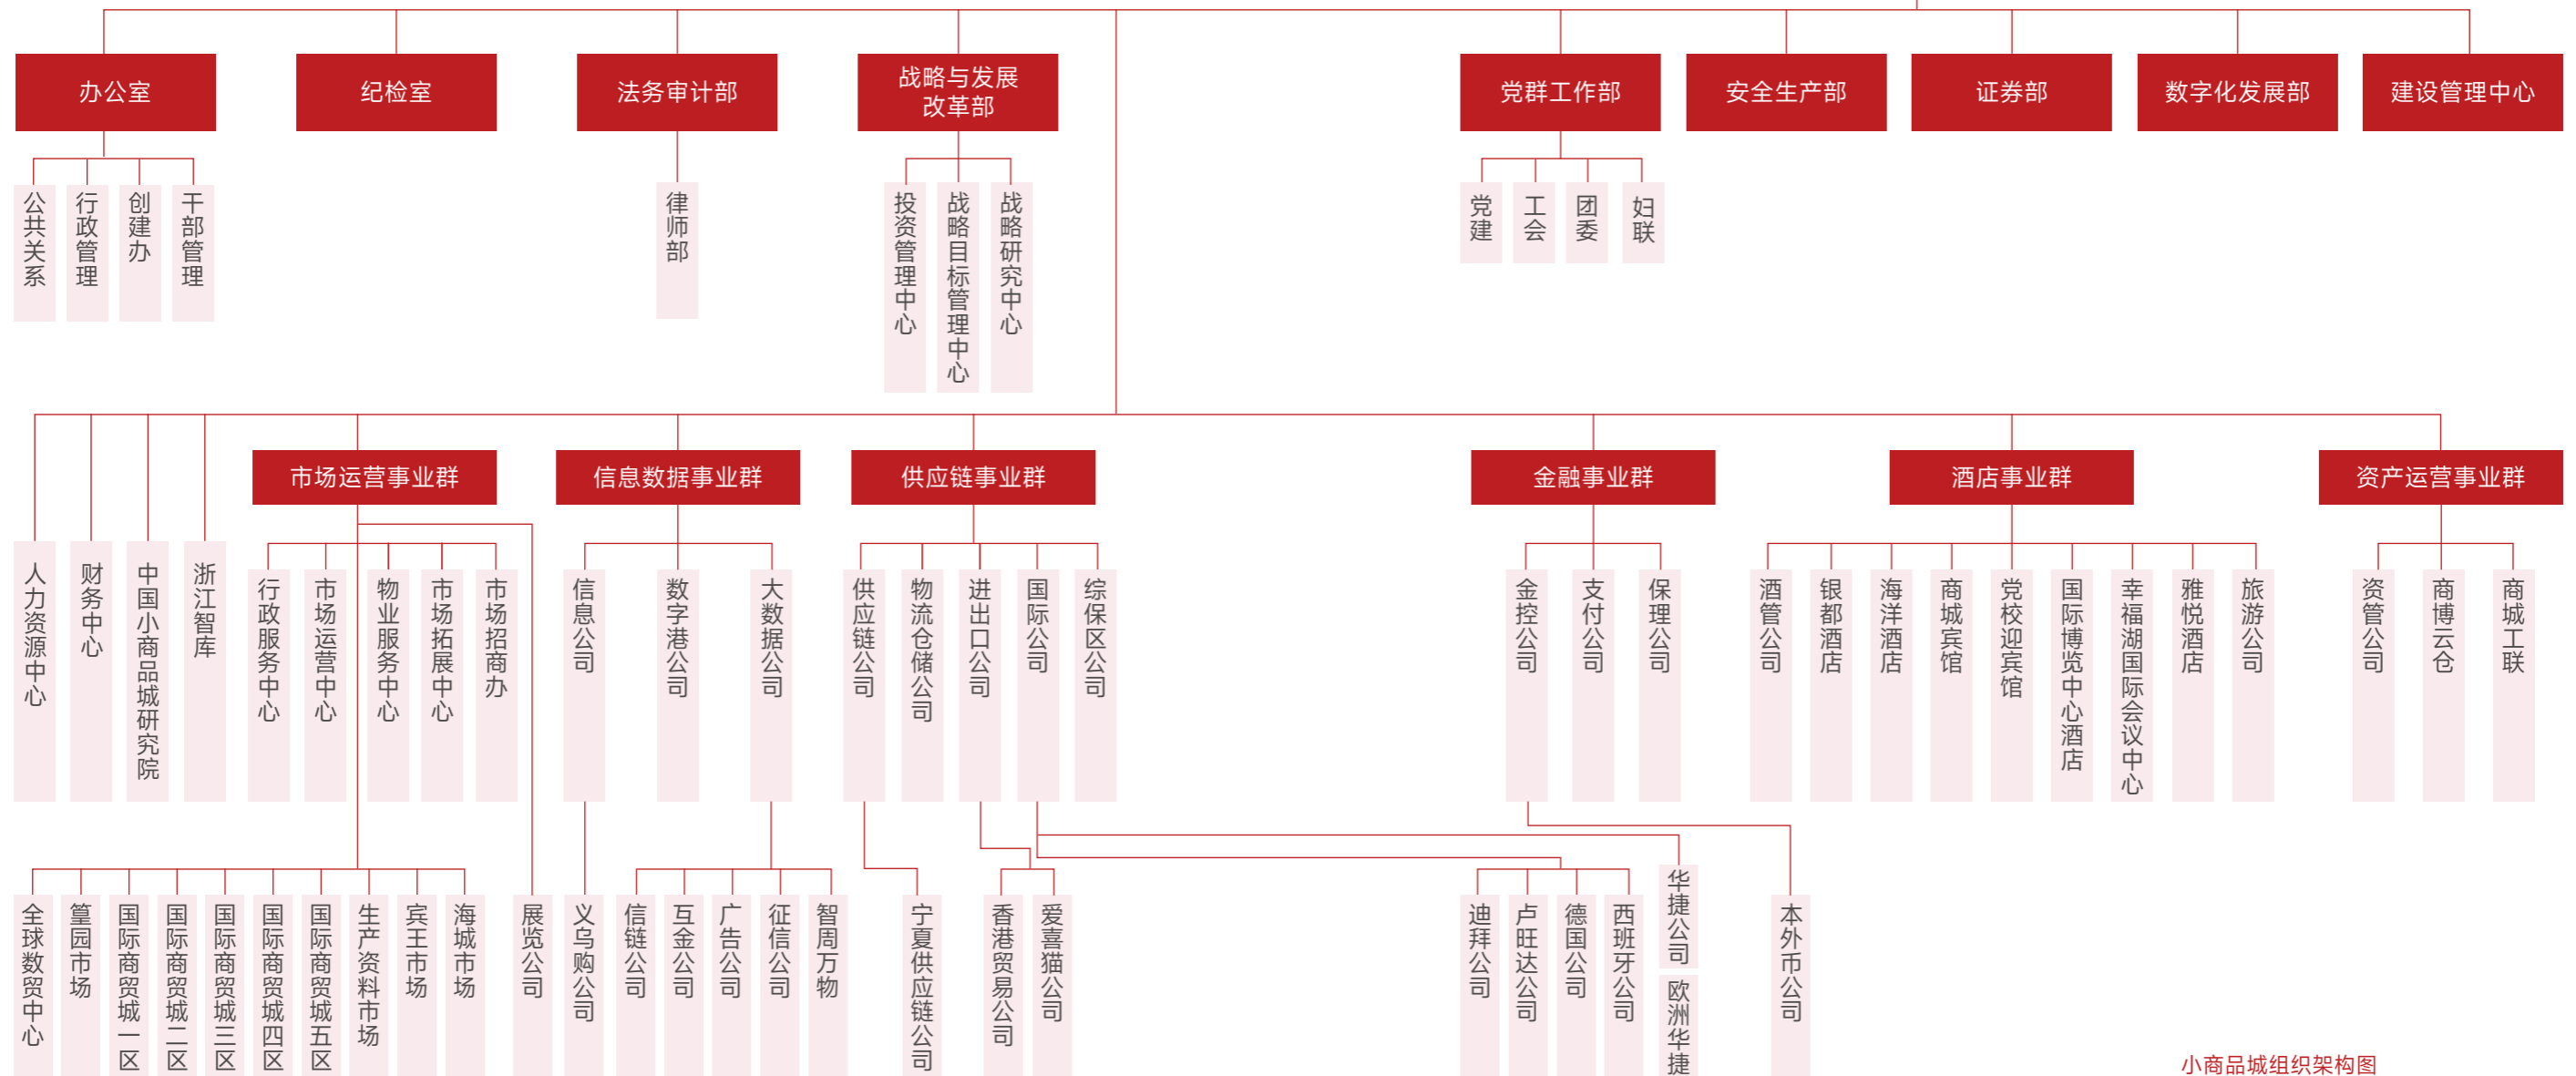 办公室
纪检室
法务审计部
战略与发展
改革部
党群工作部
安全生产部
证券部
数字化发展部
建设管理中心
公共关系
行政管理
创建办
干部管理
律师部
投资管理中心
战略目标管理中心
战略研究中心
党建
工会
团委
妇联
市场运营事业群
信息数据事业群
供应链事业群
金融事业群
酒店事业群
资产运营事业群
人力资源中心
财务中心
中国小商品城研究院
浙江智库
行政服务中心
市场运营中心
物业服务中心
市场拓展中心
市场招商办
信息公司
数字港公司
大数据公司
供应链公司
物流仓储公司
进出口公司
国际公司
综保区公司
金控公司
支付公司
保理公司
酒管公司
银都酒店
海洋酒店
商城宾馆
党校迎宾馆
国际博览中心酒店
幸福湖国际会议中心
雅悦酒店
旅游公司
资管公司
商博云仓
商城工联
全球数贸中心
篁园市场
国际商贸城一区
国际商贸城二区
国际商贸城三区
国际商贸城四区
国际商贸城五区
生产资料市场
宾王市场
海城市场
展览公司
义乌购公司
信链公司
互金公司
广告公司
征信公司
智周万物
宁夏供应链公司
香港贸易公司
爱喜猫公司
迪拜公司
卢旺达公司
德国公司
西班牙公司
华捷公司
欧洲华捷
本外币公司
小商品城组织架构图